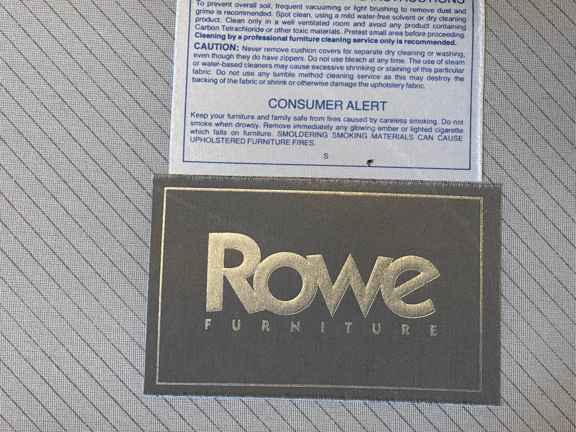 To prevent overall soil, frequent vacuuming or light brushing to remove dust and
grime is recommended. Spot clean, using a mild water-free solvent or dry cleaning
product. Clean only in a well ventilated room and avoid any product containing
Carbon Tetrachloride or other toxic materials. Pretest small area before proceeding
Cleaning by a professional furniture cleaning service only is recommended.
CAUTION: Never remove cushion covers for separate dry cleaning or washing,
even though they do have zippers. Do not use bleach at any time. The use of steam
or water-based cleaners may cause excessive shrinking or staining of this particular
fabric. Do not use any tumble method cleaning service as this may destroy the
backing of the fabric or shrink or otherwise damage the upholstery fabric.
CONSUMER ALERT
Keep your furniture and family safe from fires caused by careless smoking. Do not
smoke when drowsy. Remove immediately any glowing ember or lighted cigarette
which falls on furniture. SMOLDERING SMOKING MATERIALS CAN CAUSE
UPHOLSTERED FURNITURE FIRES.
S
Rowe
FURNITURE